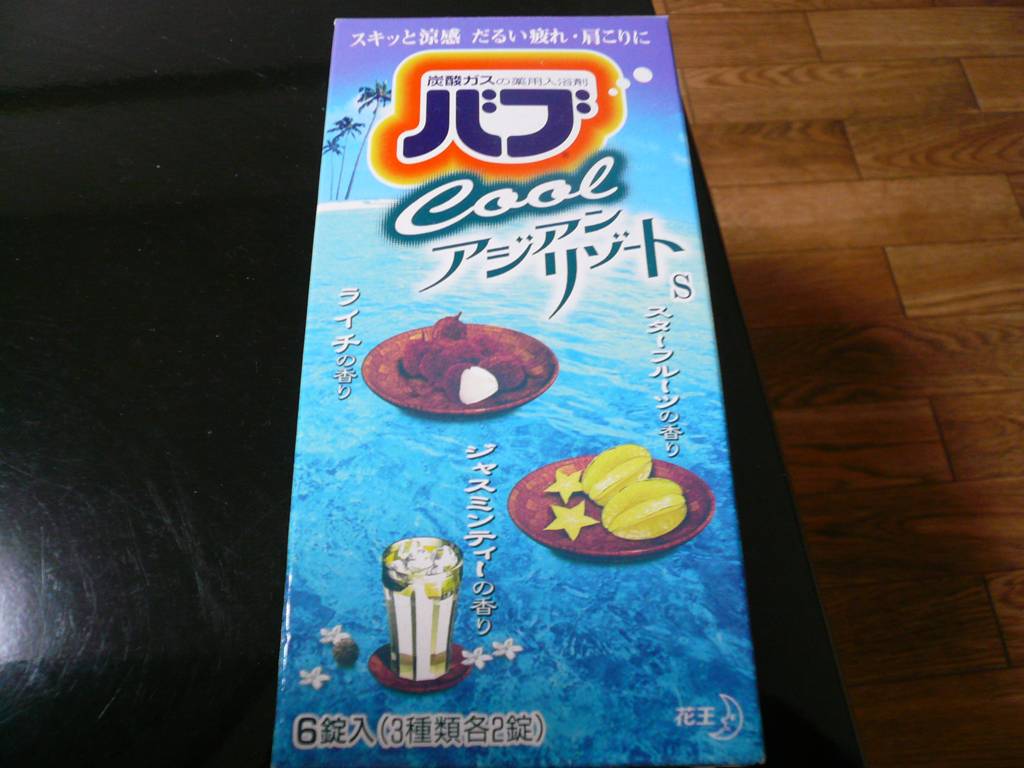 スキッと涼感 だるい疲れ・肩こりに
炭酸ガスの薬用入浴剤
バブ
Cool
アジアン
リゾート
S
ライチの香り
スターフルーツの香り
ジャスミンティーの香り
6錠入(3種類各2錠)
花王